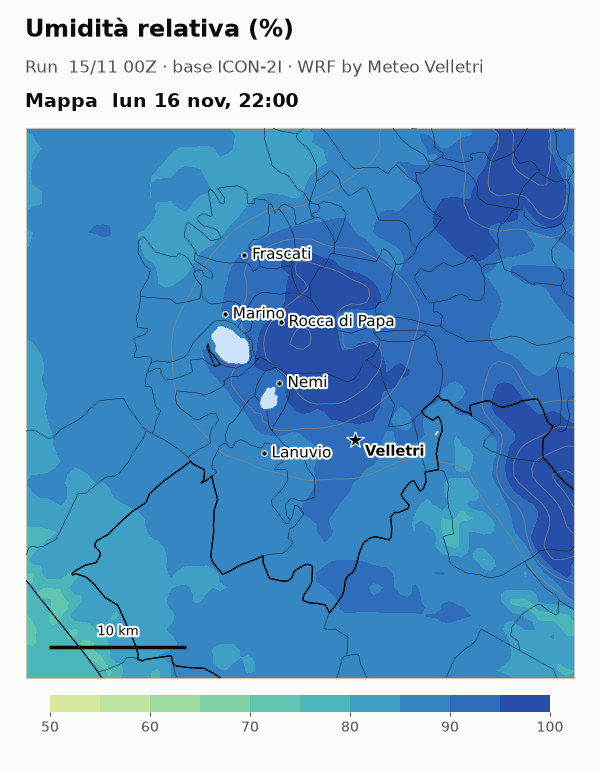 Umidità relativa (%)
Run  15/11 00Z · base ICON-2I · WRF by Meteo Velletri
Mappa  lun 16 nov, 22:00
Frascati
Marino
Rocca di Papa
Nemi
Velletri
Lanuvio
10 km
50 60 70 80 90 100